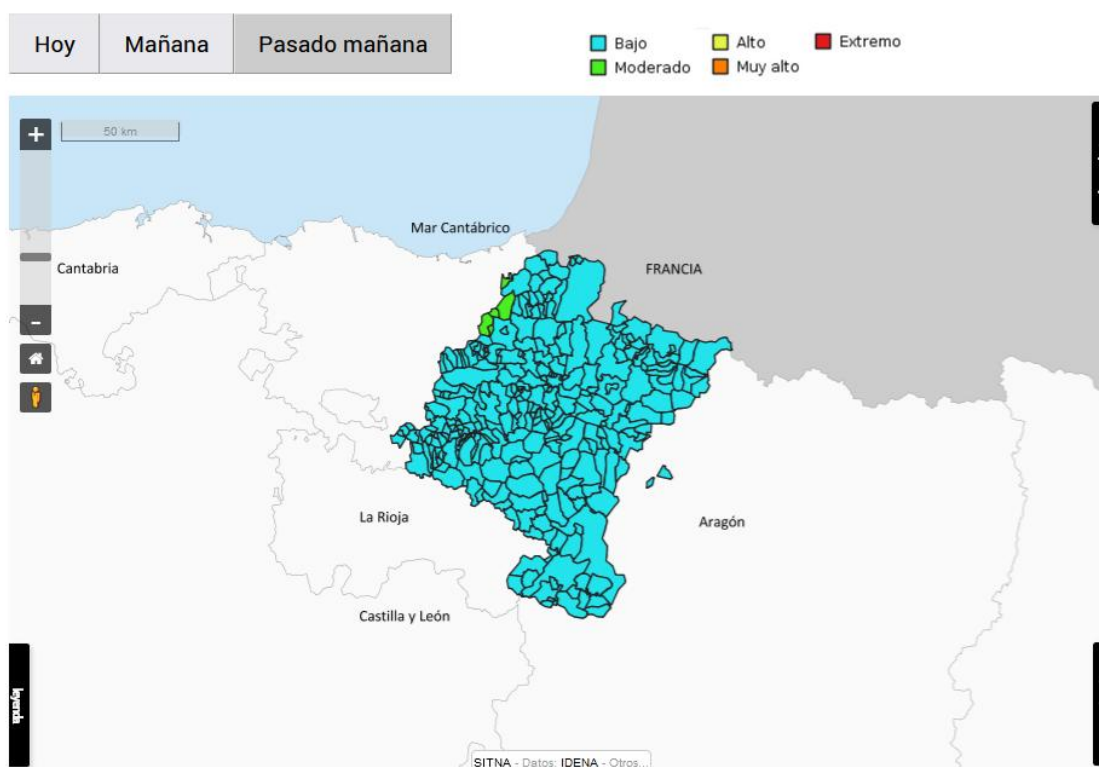 Hoy Mañana Pasado mañana
Bajo Alto Extremo
Moderado Muy alto
+ 50 km
Mar Cantábrico
Cantabria
FRANCIA
-
La Rioja
Aragón
Castilla y León
leyenda
SITNA - Datos: IDENA - Otros...